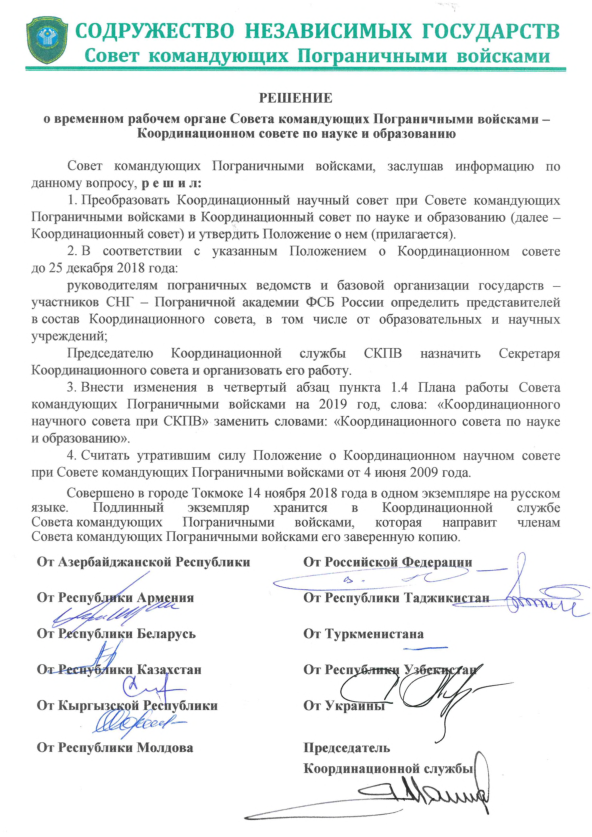 СОДРУЖЕСТВО НЕЗАВИСИМЫХ ГОСУДАРСТВ
Совет командующих Пограничными войсками
РЕШЕНИЕ
о временном рабочем органе Совета командующих Пограничными войсками –
Координационном совете по науке и образованию
Совет командующих Пограничными войсками, заслушав информацию по
данному вопросу, р е ш и л:
1. Преобразовать Координационный научный совет при Совете командующих
Пограничными войсками в Координационный совет по науке и образованию (далее –
Координационный совет) и утвердить Положение о нем (прилагается).
2. В соответствии с указанным Положением о Координационном совете
до 25 декабря 2018 года:
руководителям пограничных ведомств и базовой организации государств –
участников СНГ – Пограничной академии ФСБ России определить представителей
в состав Координационного совета, в том числе от образовательных и научных
учреждений;
Председателю Координационной службы СКПВ назначить Секретаря
Координационного совета и организовать его работу.
3. Внести изменения в четвертый абзац пункта 1.4 Плана работы Совета
командующих Пограничными войсками на 2019 год, слова: «Координационного
научного совета при СКПВ» заменить словами: «Координационного совета по науке
и образованию».
4. Считать утратившим силу Положение о Координационном научном совете
при Совете командующих Пограничными войсками от 4 июня 2009 года.
Совершено в городе Токмоке 14 ноября 2018 года в одном экземпляре на русском
языке. Подлинный экземпляр хранится в Координационной службе
Совета командующих Пограничными войсками, которая направит членам
Совета командующих Пограничными войсками его заверенную копию.
От Азербайджанской Республики
От Российской Федерации
От Республики Армения
От Республики Таджикистан
От Республики Беларусь
От Туркменистана
От Республики Казахстан
От Республики Узбекистан
От Кыргызской Республики
От Украины
От Республики Молдова
Председатель
Координационной службы